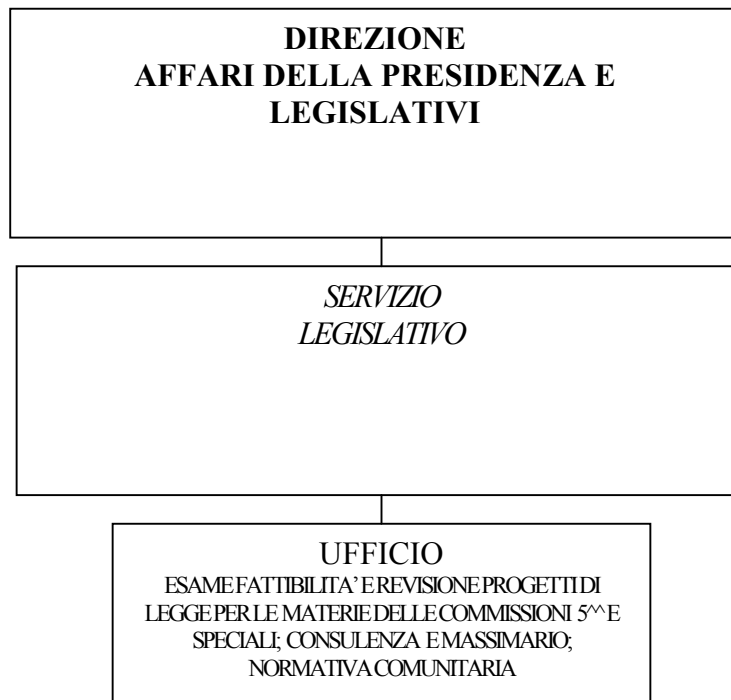 DIREZIONE
AFFARI DELLA PRESIDENZA E
LEGISLATIVI
SERVIZIO
LEGISLATIVO
UFFICIO
ESAME FATTIBILITA’ E REVISIONE PROGETTI DI
LEGGE PER LE MATERIE DELLE COMMISSIONI 5^^ E
SPECIALI; CONSULENZA E MASSIMARIO;
NORMATIVA COMUNITARIA